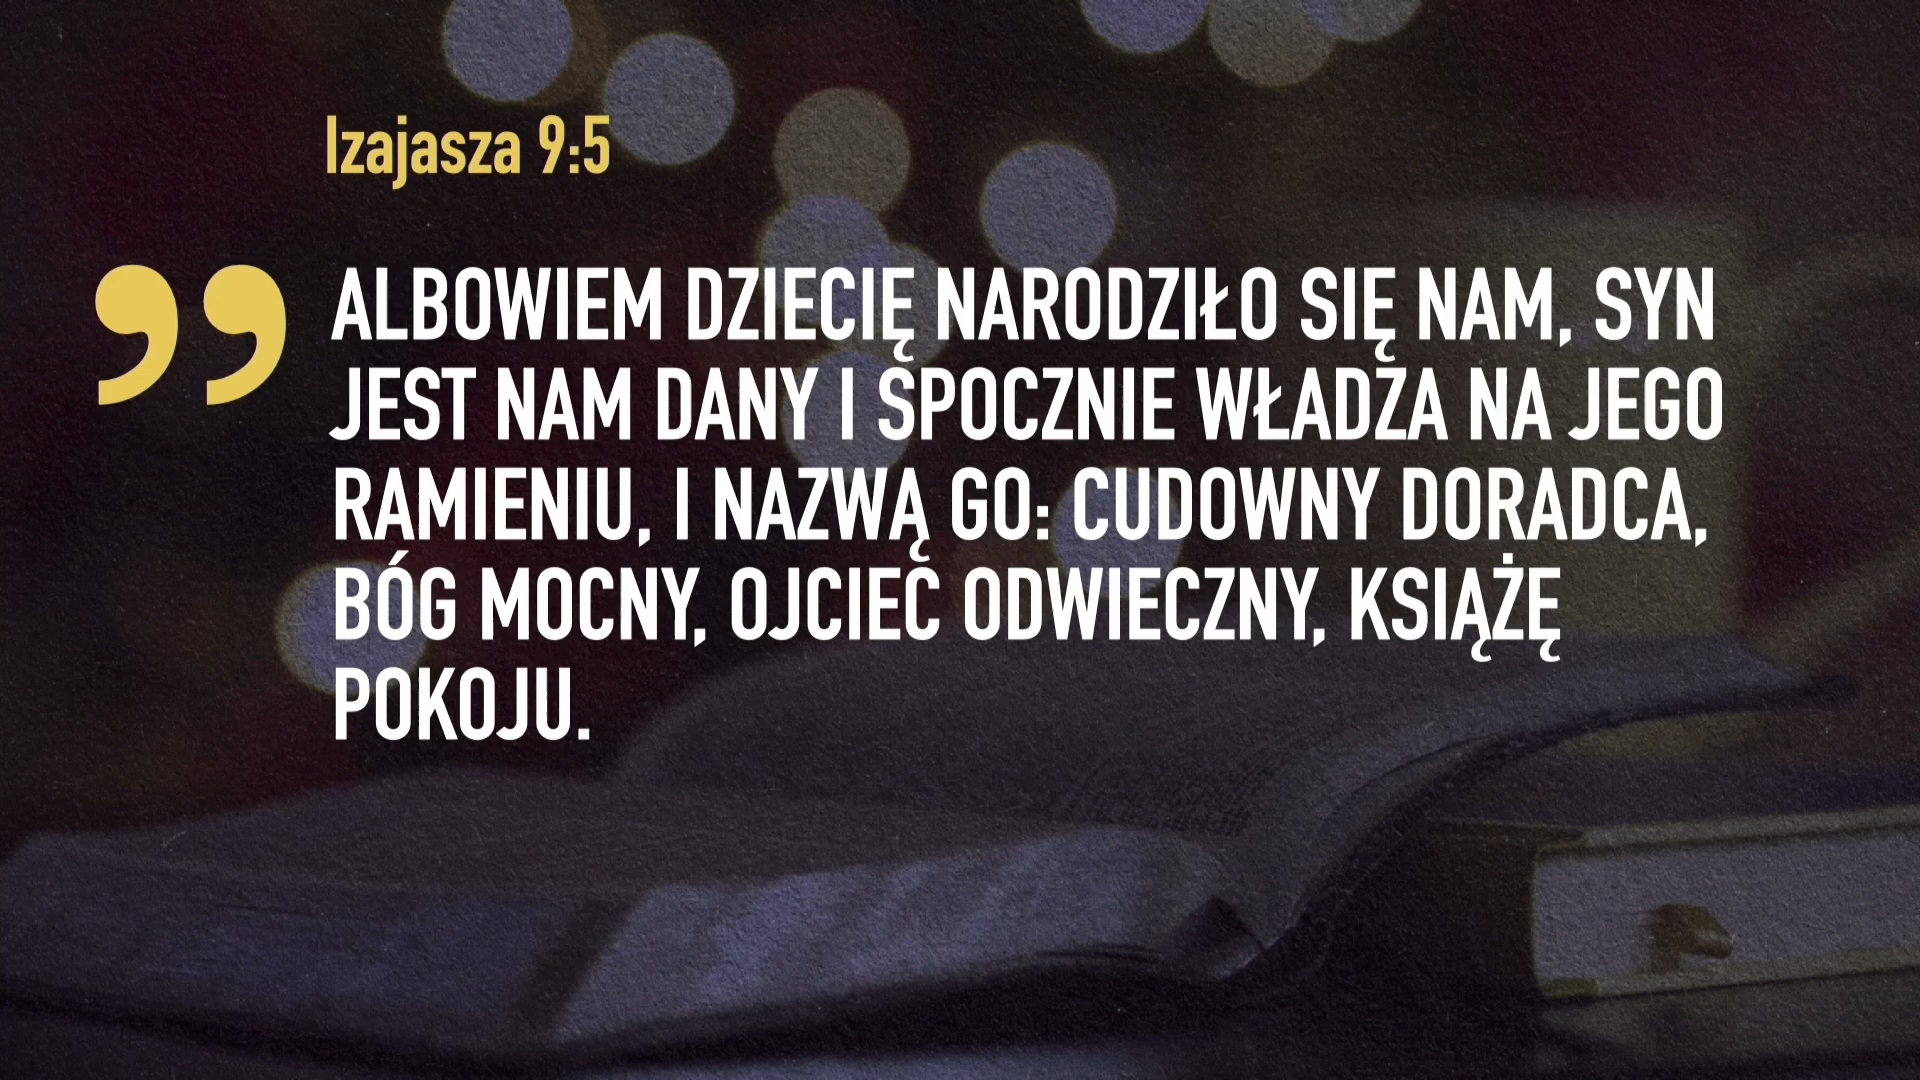 Izajasza 9:5
ALBOWIEM DZIECIĘ NARODZIŁO SIĘ NAM, SYN
JEST NAM DANY I SPOCZNIE WŁADZA NA JEGO
RAMIENIU, I NAZWĄ GO: CUDOWNY DORADCA,
BÓG MOCNY, OJCIEC ODWIECZNY, KSIĄŻĘ
POKOJU.